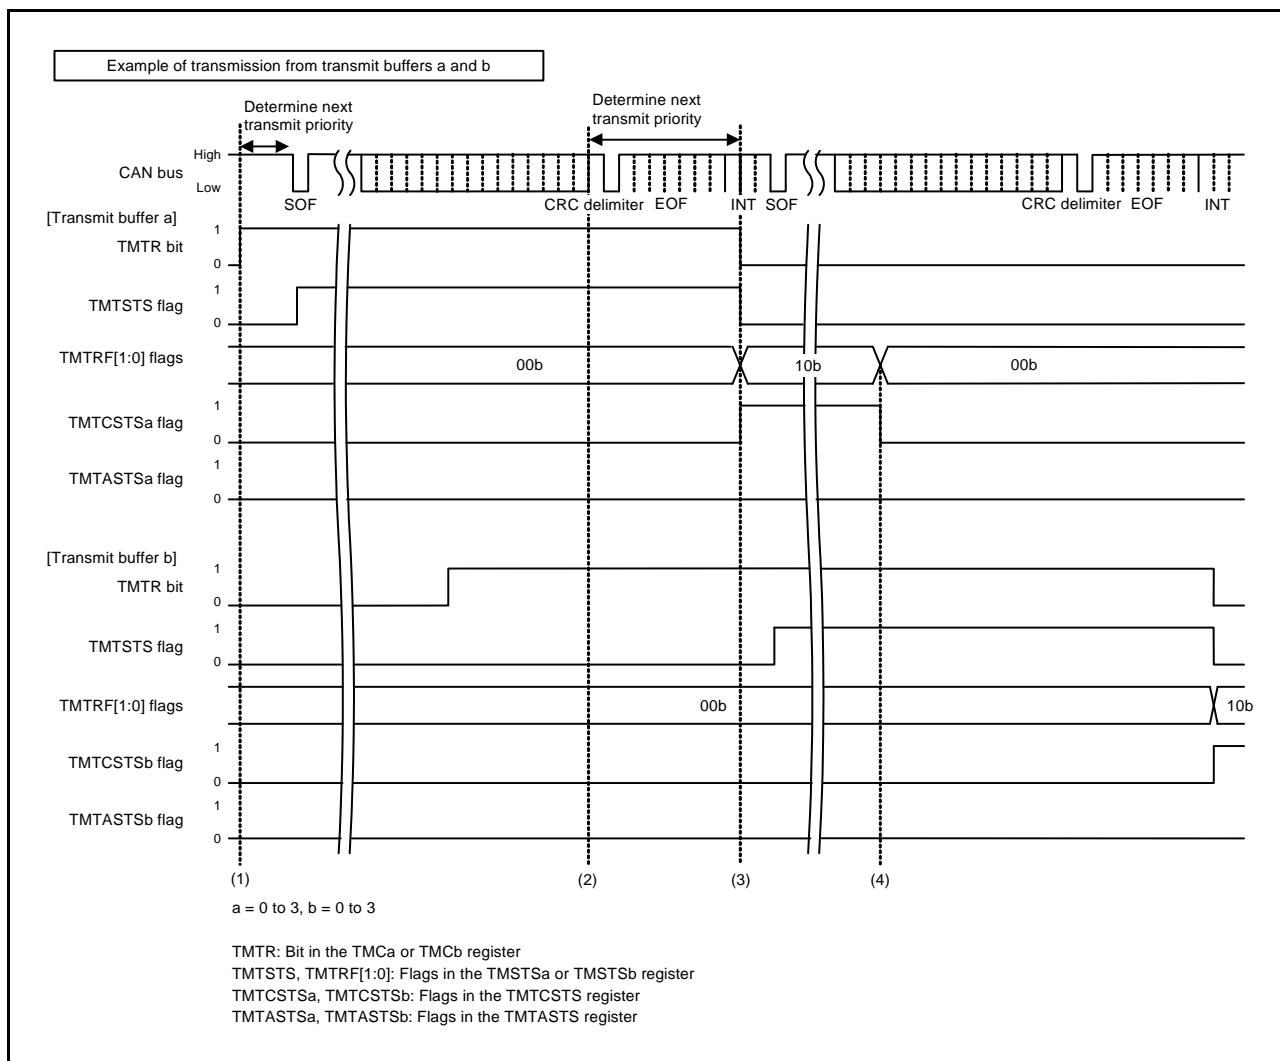 Example of transmission from transmit buffers a and b
Determine next
transmit priority
Determine next
transmit priority
CAN bus
High
Low
SOF
CRC delimiter
EOF
INT
SOF
CRC delimiter
EOF
INT
[Transmit buffer a]
TMTR bit
1
0
TMTSTS flag
1
0
TMTRF[1:0] flags
00b
10b
00b
TMTCSTSa flag
1
0
TMTASTSa flag
1
0
[Transmit buffer b]
TMTR bit
1
0
TMTSTS flag
1
0
TMTRF[1:0] flags
00b
10b
TMTCSTSb flag
1
0
TMTASTSb flag
1
0
(1)
(2)
(3)
(4)
a = 0 to 3, b = 0 to 3
TMTR: Bit in the TMCa or TMCb register
TMTSTS, TMTRF[1:0]: Flags in the TMSTSa or TMSTSb register
TMTCSTSa, TMTCSTSb: Flags in the TMTCSTS register
TMTASTSa, TMTASTSb: Flags in the TMTASTS register